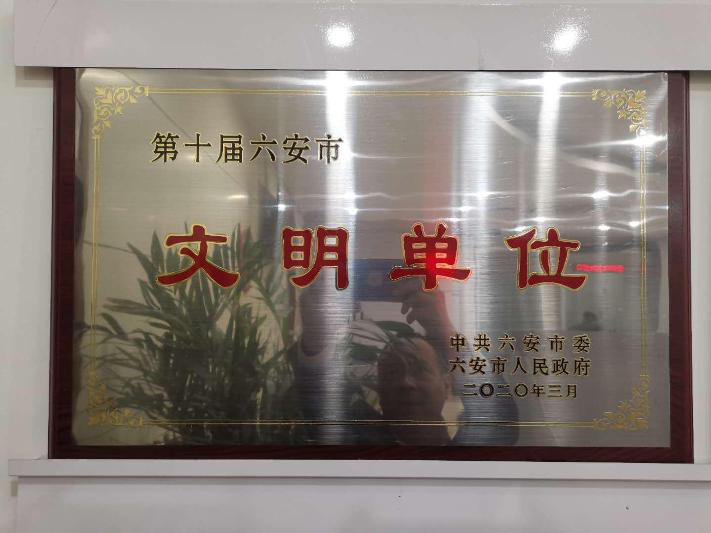 第十届六安市
文明单位
中共六安市委
六安市人民政府
二〇二〇年三月